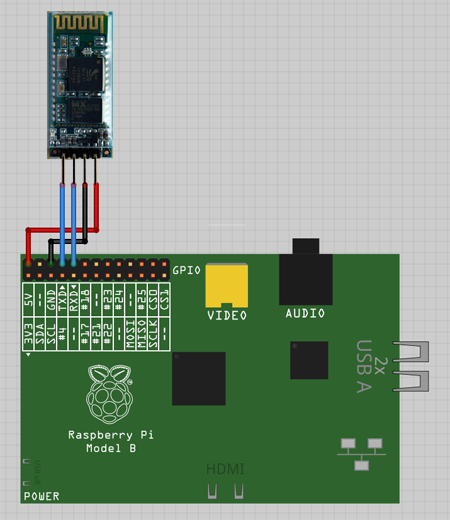 GPIO
5V -- GND TXD RXD #18 -- #23 #24 -- #25 CS0 CS1
3V3 SDA SCL #4 -- #17 #21 #22 -- MOSI MISO SCLK --
VIDEO
AUDIO
2x
USB A
Raspberry Pi
Model B
HDMI
POWER